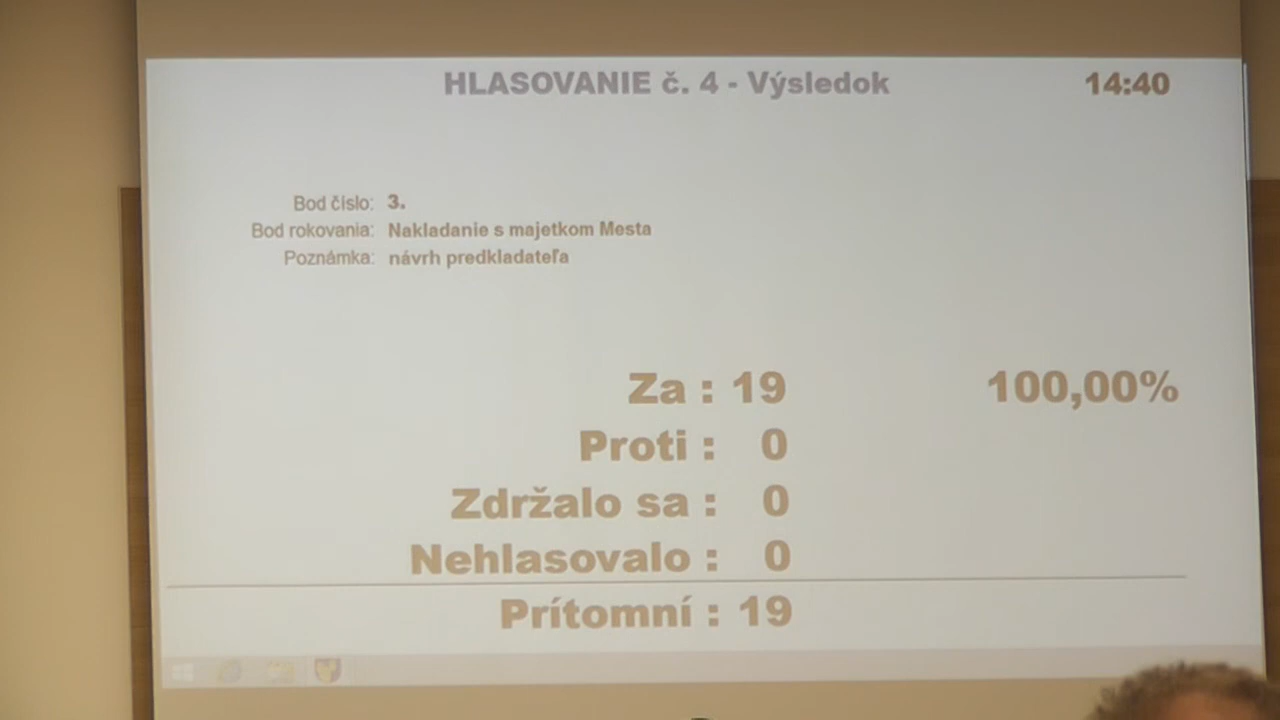 HLASOVANIE č. 4 - Výsledok 14:40
Bod čislo: 3.
Bod rokovania: Nakladanie s majetkom Mesta
Poznámka: návrh predkladateľa
Za : 19 100,00%
Proti : 0
Zdržalo sa : 0
Nehlasovalo : 0
Prítomní : 19